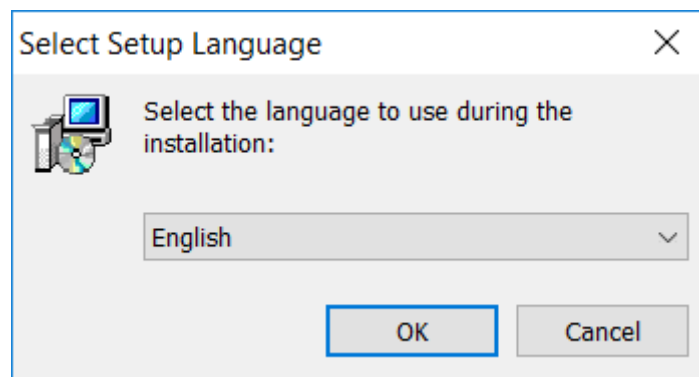 Select Setup Language
Select the language to use during the
installation:
English
OK
Cancel